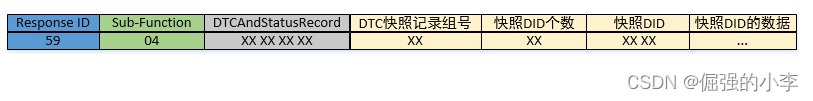 Response ID Sub-Function DTCAndStatusRecord DTC快照记录组号 快照DID个数 快照DID 快照DID的数据
59 04 XX XX XX XX XX XX XX XX ...
CSDN @倔强的小李